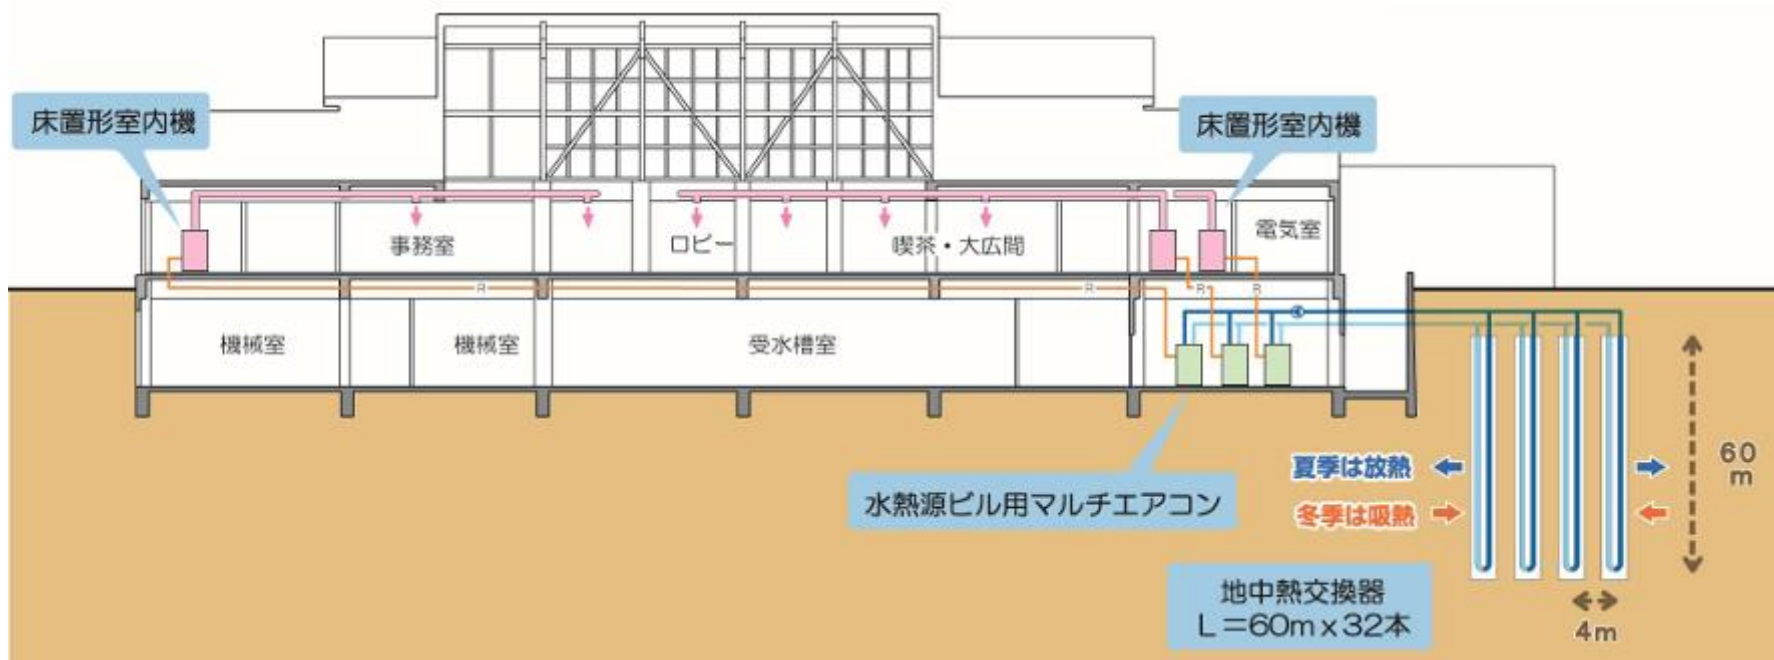 床置形室内機
床置形室内機
事務室
ロビー
喫茶・大広間
電気室
R
R
R
R
機械室
機械室
受水槽室
夏季は放熱
冬季は吸熱
60
m
水熱源ビル用マルチエアコン
地中熱交換器
L＝60m x 32本
4m